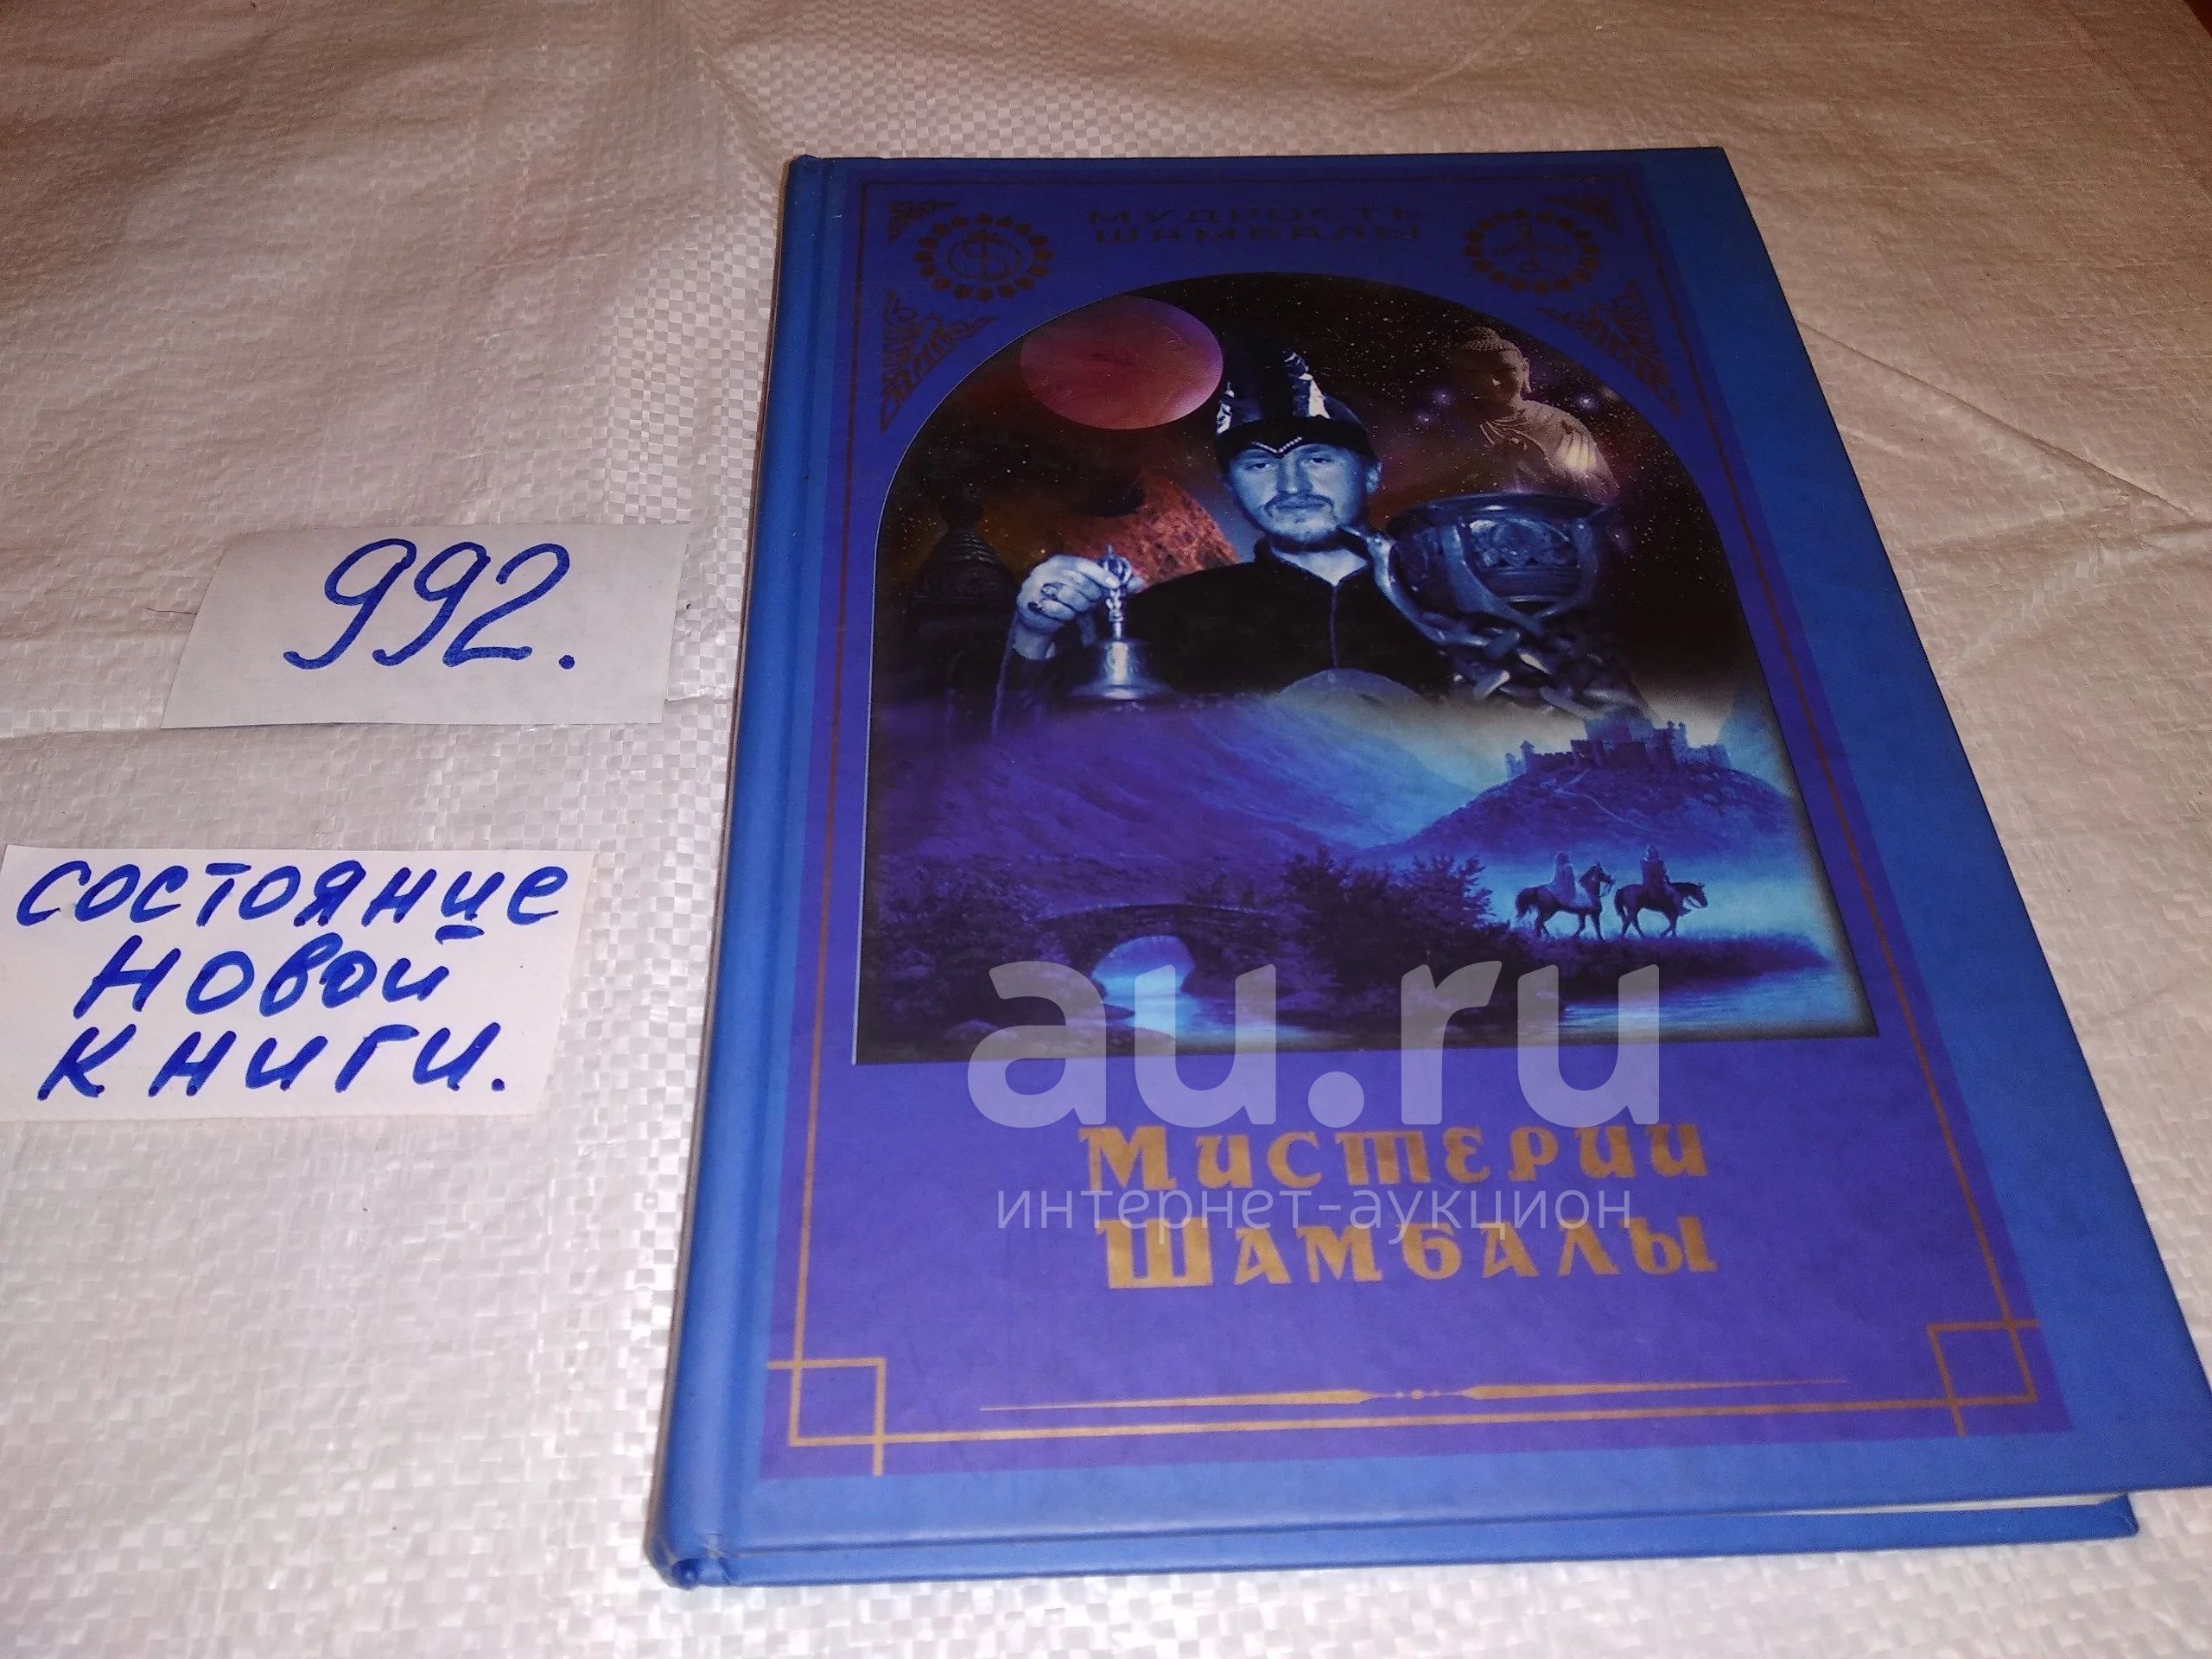 МУДРОСТЬ
ШАМБАЛЫ
992.
состояние
новой
книги.
au.ru
Мистерии
интернет-аукцион
Шамбалы